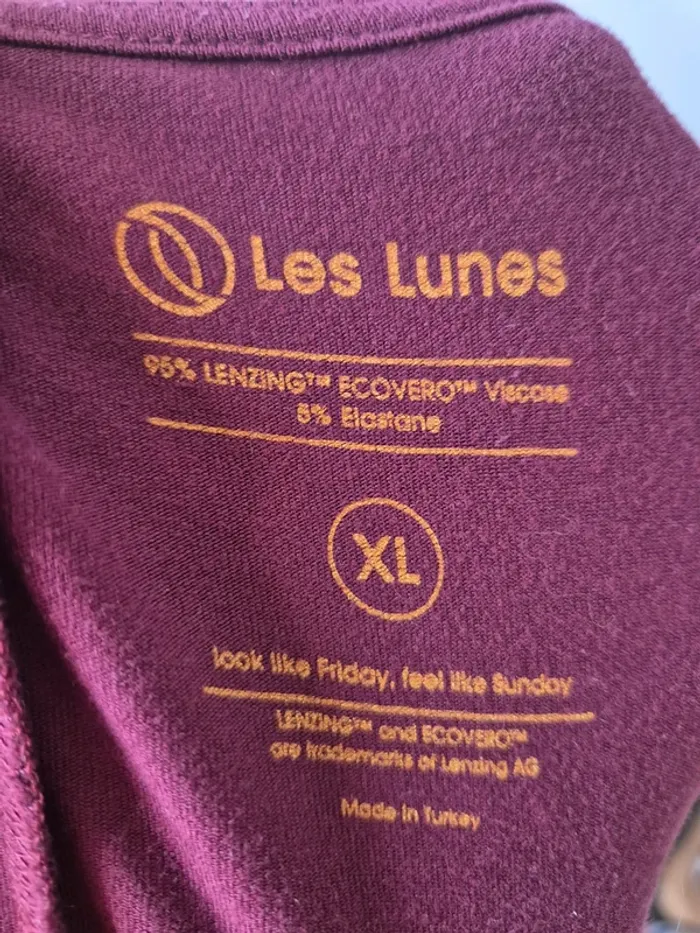 Les Lunes
95% LENZING™ ECOVERO™ Viscose
5% Elastane
XL
look like Friday, feel like Sunday
LENZING™ and ECOVERO™
are trademarks of Lenzing AG
Made in Turkey